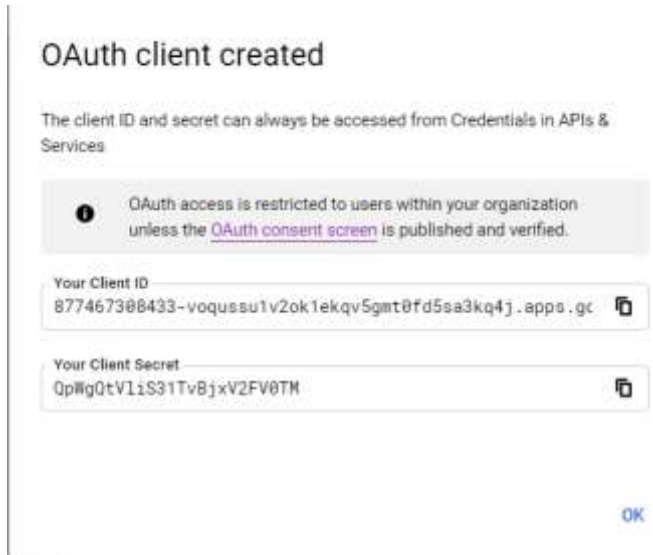 OAuth client created
The client ID and secret can always be accessed from Credentials in APIs &
Services
OAuth access is restricted to users within your organization
unless the OAuth consent screen is published and verified.
Your Client ID
877467308433-voqussu1v2ok1ekqv5gmt0fd5sa3kq4j.apps.gc
Your Client Secret
QpWgQtVliS31TvBjxV2FV0TM
OK